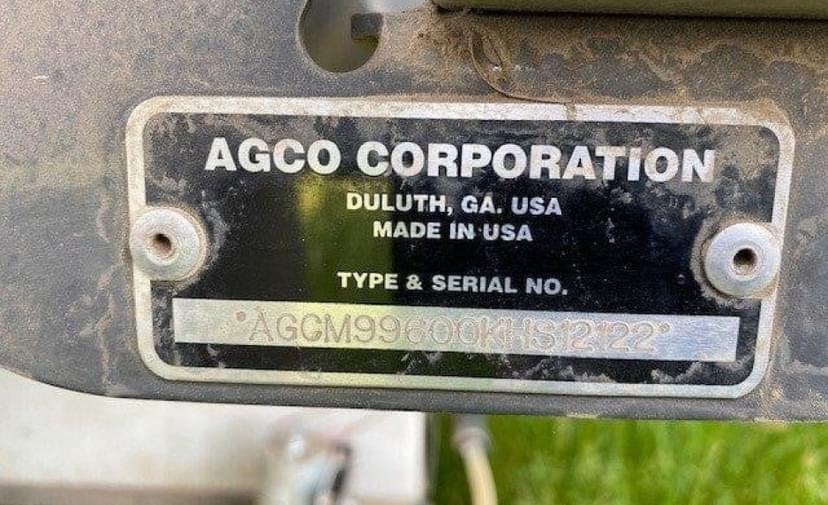 AGCO CORPORATION
DULUTH, GA. USA
MADE IN USA
TYPE & SERIAL NO.
*AGCM99600KHS12122*